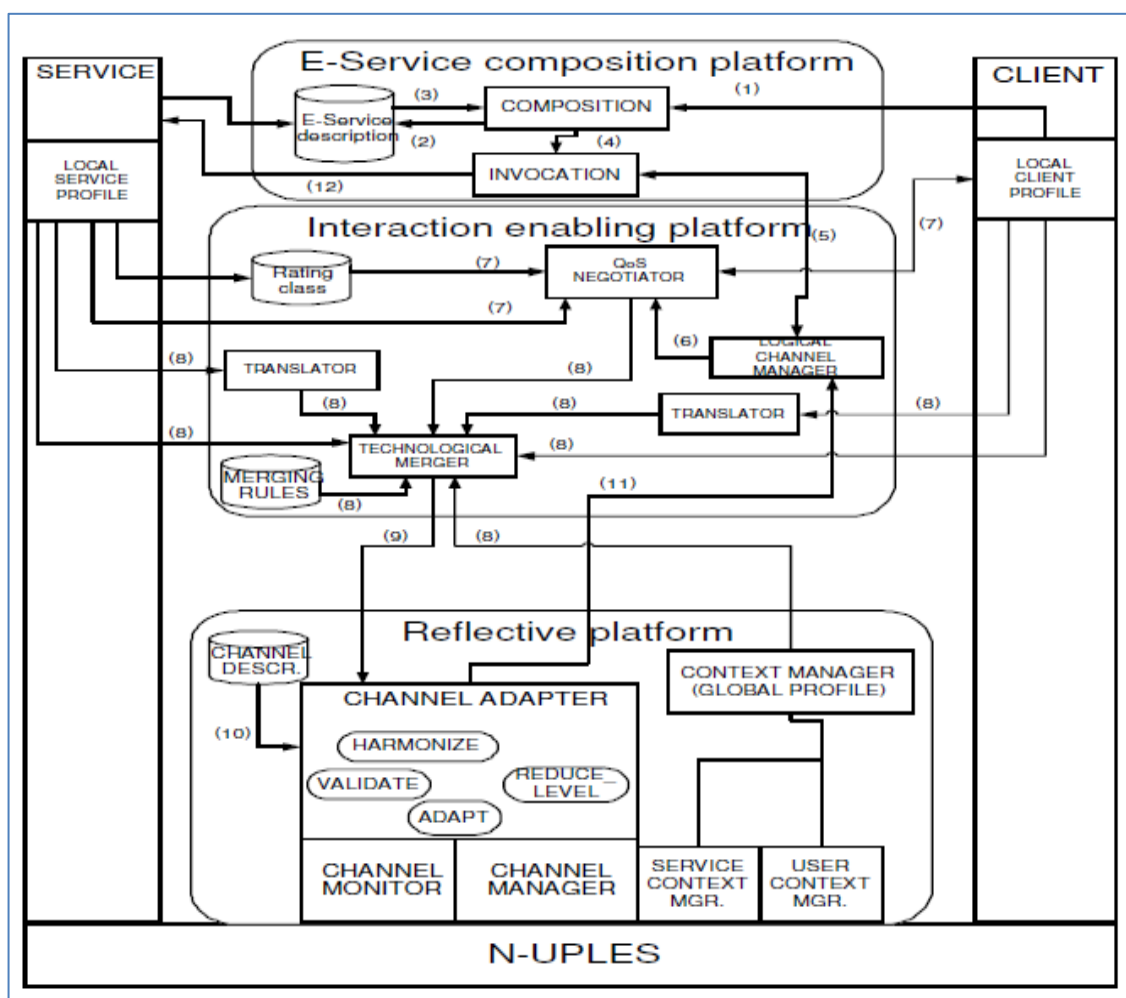 E-Service composition platform
SERVICE
CLIENT
(1)
(3)
COMPOSITION
E-Service
description
(2)
(4)
INVOCATION
(12)
LOCAL
SERVICE
PROFILE
LOCAL
CLIENT
PROFILE
Interaction enabling platform
(5)
(7)
(7)
Rating
class
QoS
NEGOTIATOR
(7)
(6)
LOGICAL
CHANNEL
MANAGER
(8)
TRANSLATOR
(8)
(8)
(8)
TRANSLATOR
(8)
(8)
TECHNOLOGICAL
MERGER
(8)
MERGING
RULES
(8)
(11)
(9)
(8)
Reflective platform
CHANNEL
DESCR.
CONTEXT MANAGER
(GLOBAL PROFILE)
CHANNEL ADAPTER
(10)
HARMONIZE
VALIDATE
REDUCE_
LEVEL
ADAPT
CHANNEL
MONITOR
CHANNEL
MANAGER
SERVICE
CONTEXT
MGR.
USER
CONTEXT
MGR.
N-UPLES